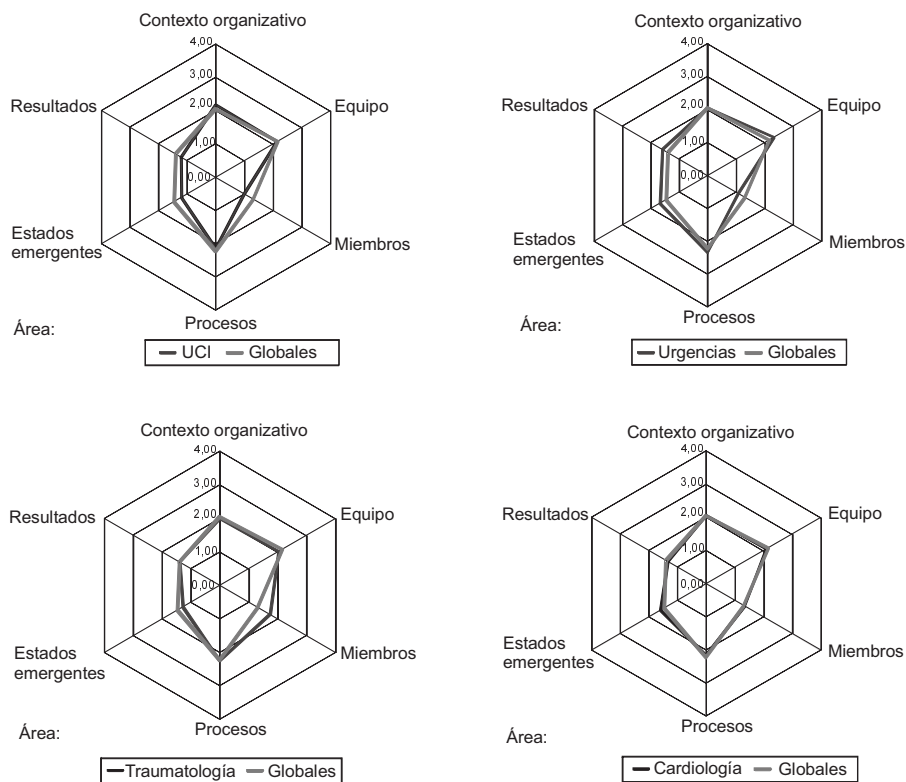 Contexto organizativo
4,00
3,00
2,00
1,00
0,00
Resultados
Equipo
Estados
emergentes
Miembros
Procesos
Área:
UCI
Globales
Contexto organizativo
4,00
3,00
2,00
1,00
0,00
Resultados
Equipo
Estados
emergentes
Miembros
Procesos
Área:
Urgencias
Globales
Contexto organizativo
4,00
3,00
2,00
1,00
0,00
Resultados
Equipo
Estados
emergentes
Miembros
Procesos
Área:
Traumatología
Globales
Contexto organizativo
4,00
3,00
2,00
1,00
0,00
Resultados
Equipo
Estados
emergentes
Miembros
Procesos
Área:
Cardiología
Globales